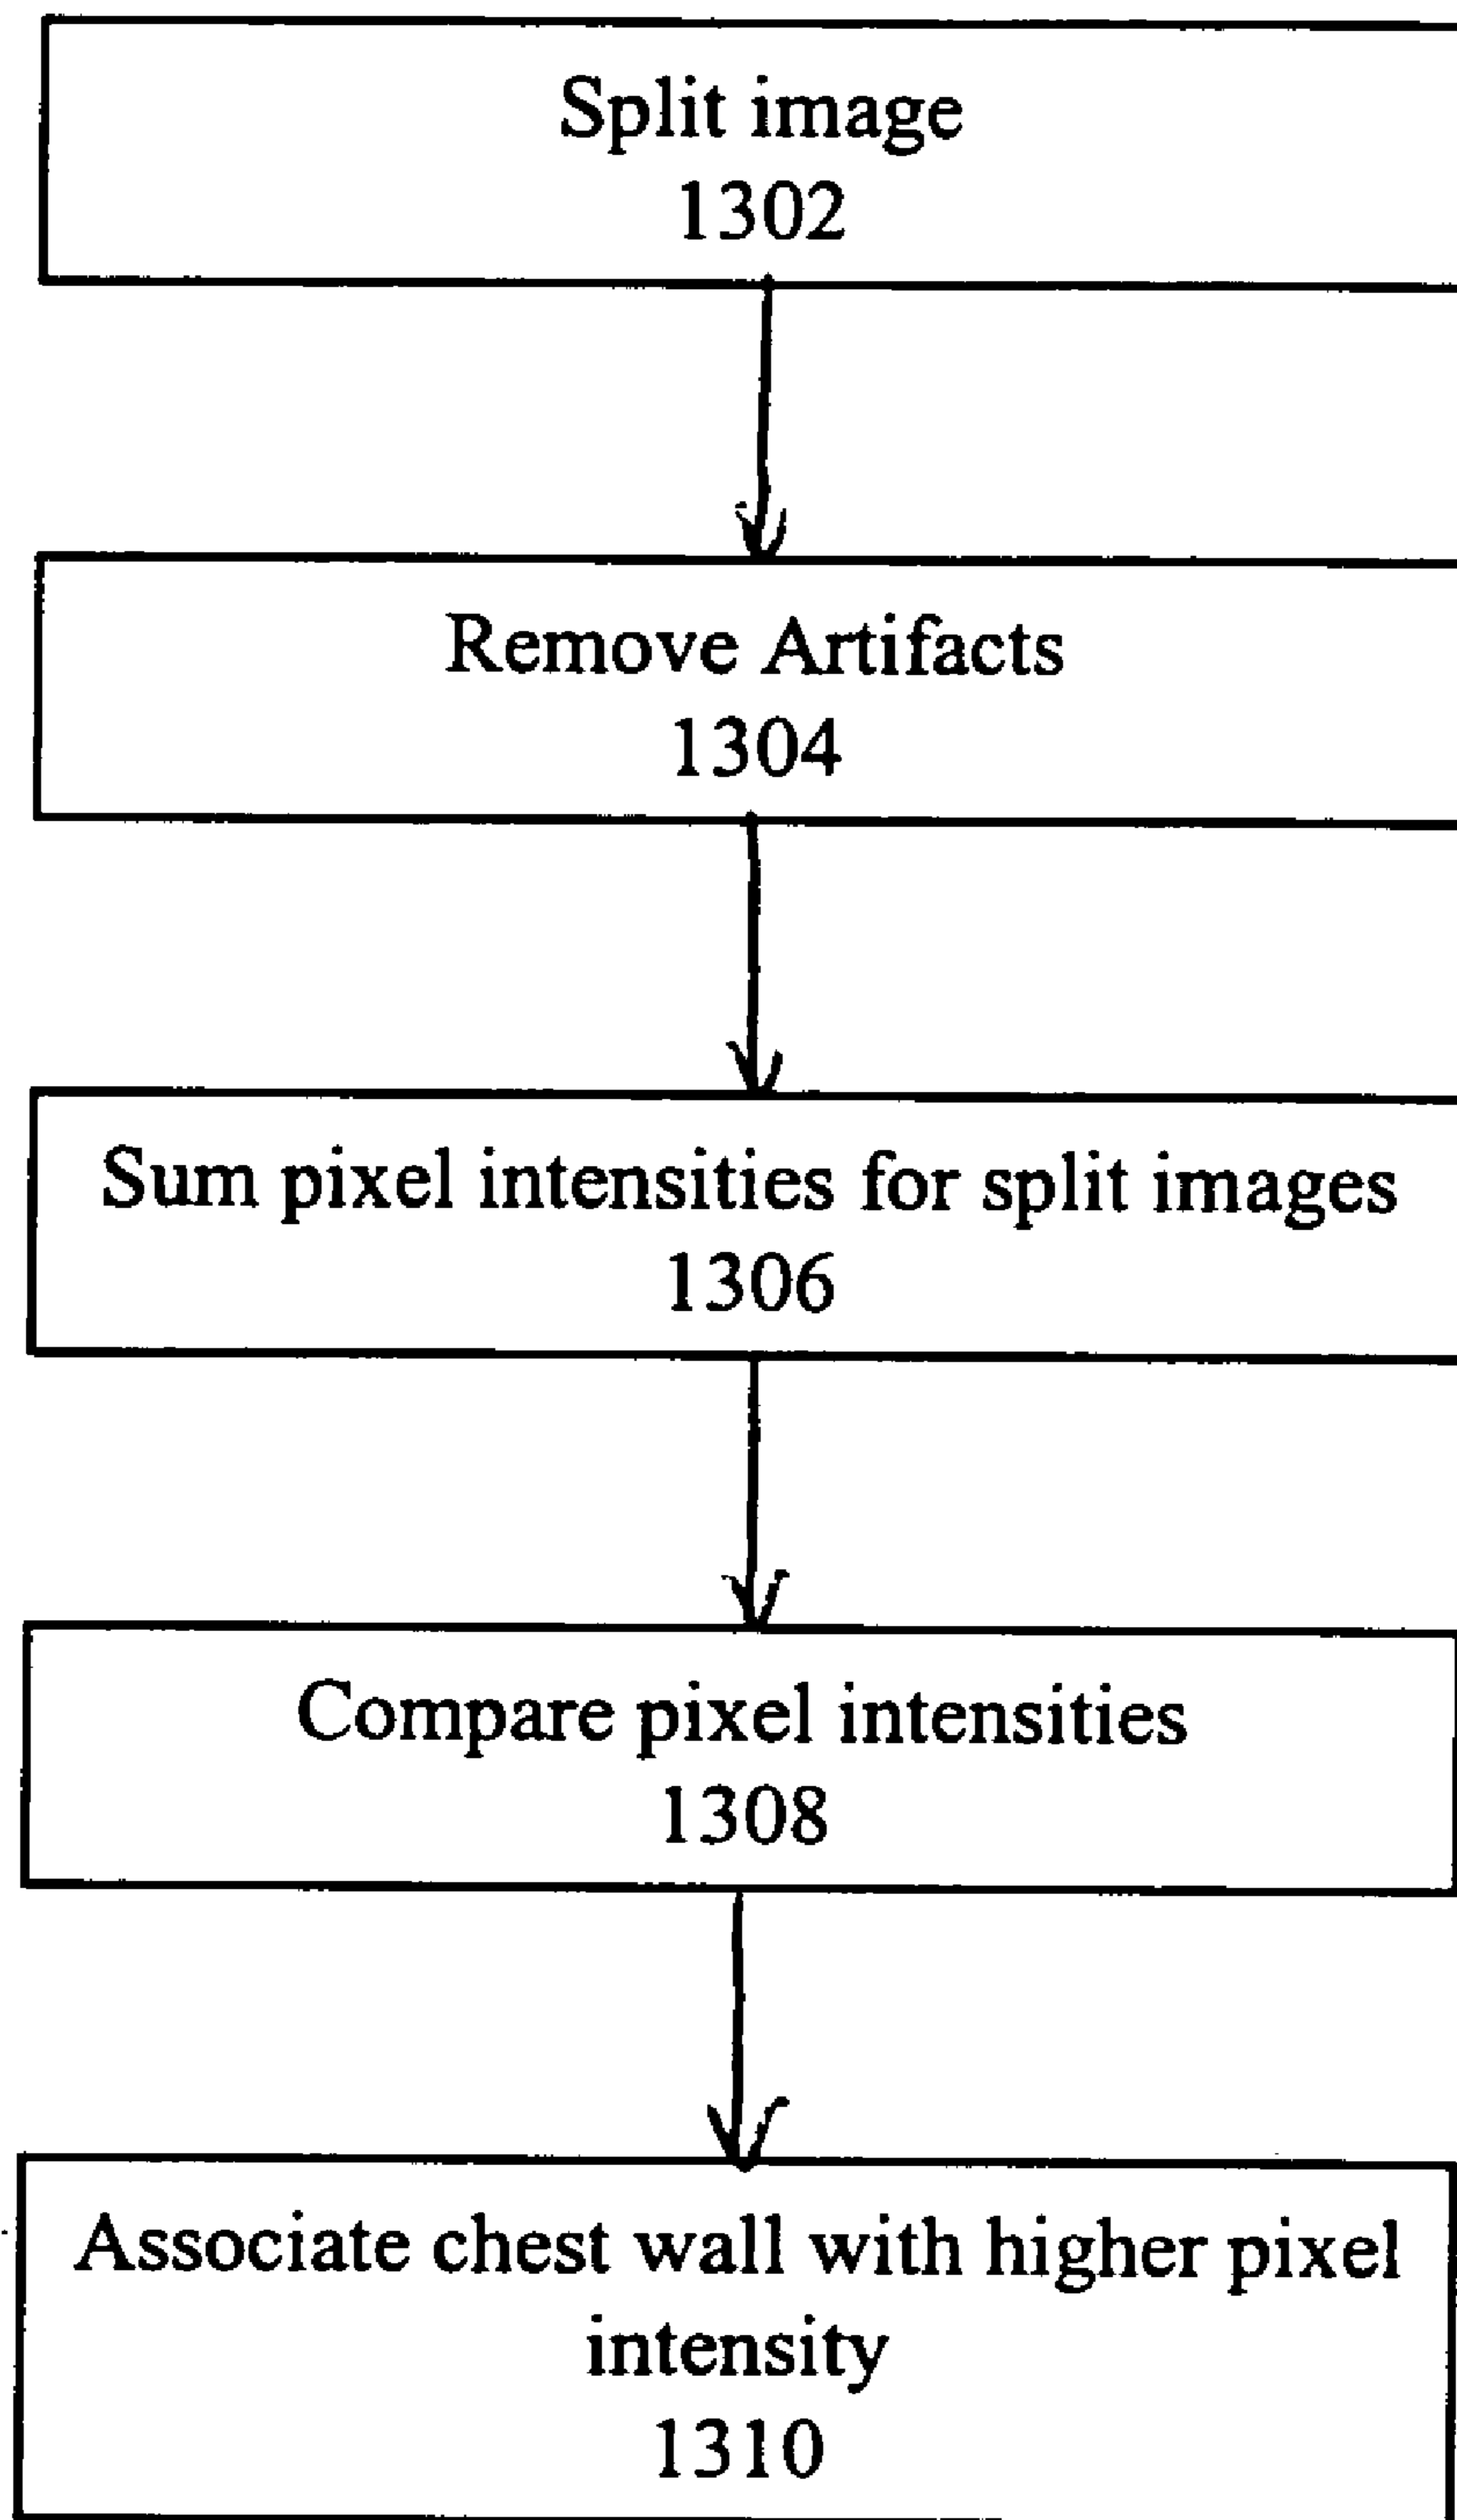 Split image
1302
Remove Artifacts
1304
Sum pixel intensities for split images
1306
Compare pixel intensities
1308
Associate chest wall with higher pixel
intensity
1310